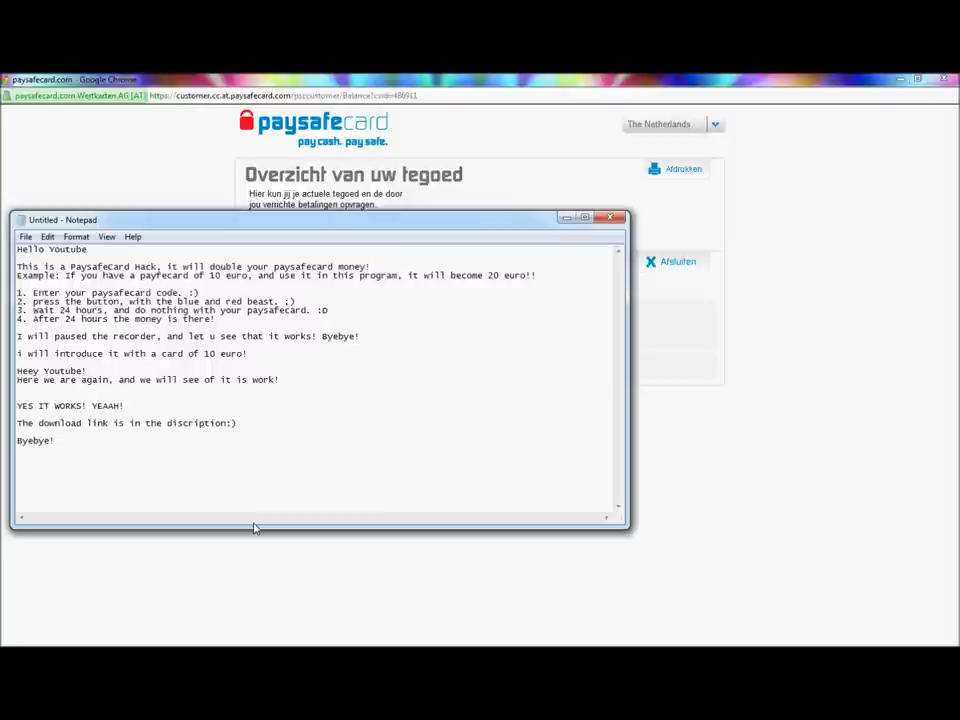 paysafecard.com - Google Chrome
paysafecard.com Wertkarten AG [AT]
https://customer.cc.at.paysafecard.com/psccustomer/Balance?cwid=486911
paysafecard
pay cash. pay safe.
The Netherlands
Overzicht van uw tegoed
Afdrukken
Hier kun jij je actuele tegoed en de door
jou verrichte betalingen opvragen.
Afsluiten
Untitled - Notepad
File Edit Format View Help
Hello Youtube
This is a PaysafeCard Hack, it will double your paysafecard money!
Example: If you have a payfecard of 10 euro, and use it in this program, it will become 20 euro!!
1. Enter your paysafecard code. :)
2. press the button, with the blue and red beast. ;)
3. Wait 24 hours, and do nothing with your paysafecard. :D
4. After 24 hours the money is there!
I will paused the recorder, and let u see that it works! Byebye!
i will introduce it with a card of 10 euro!
Heey Youtube!
Here we are again, and we will see of it is work!
YES IT WORKS! YEAAH!
The download link is in the discription:)
Byebye!